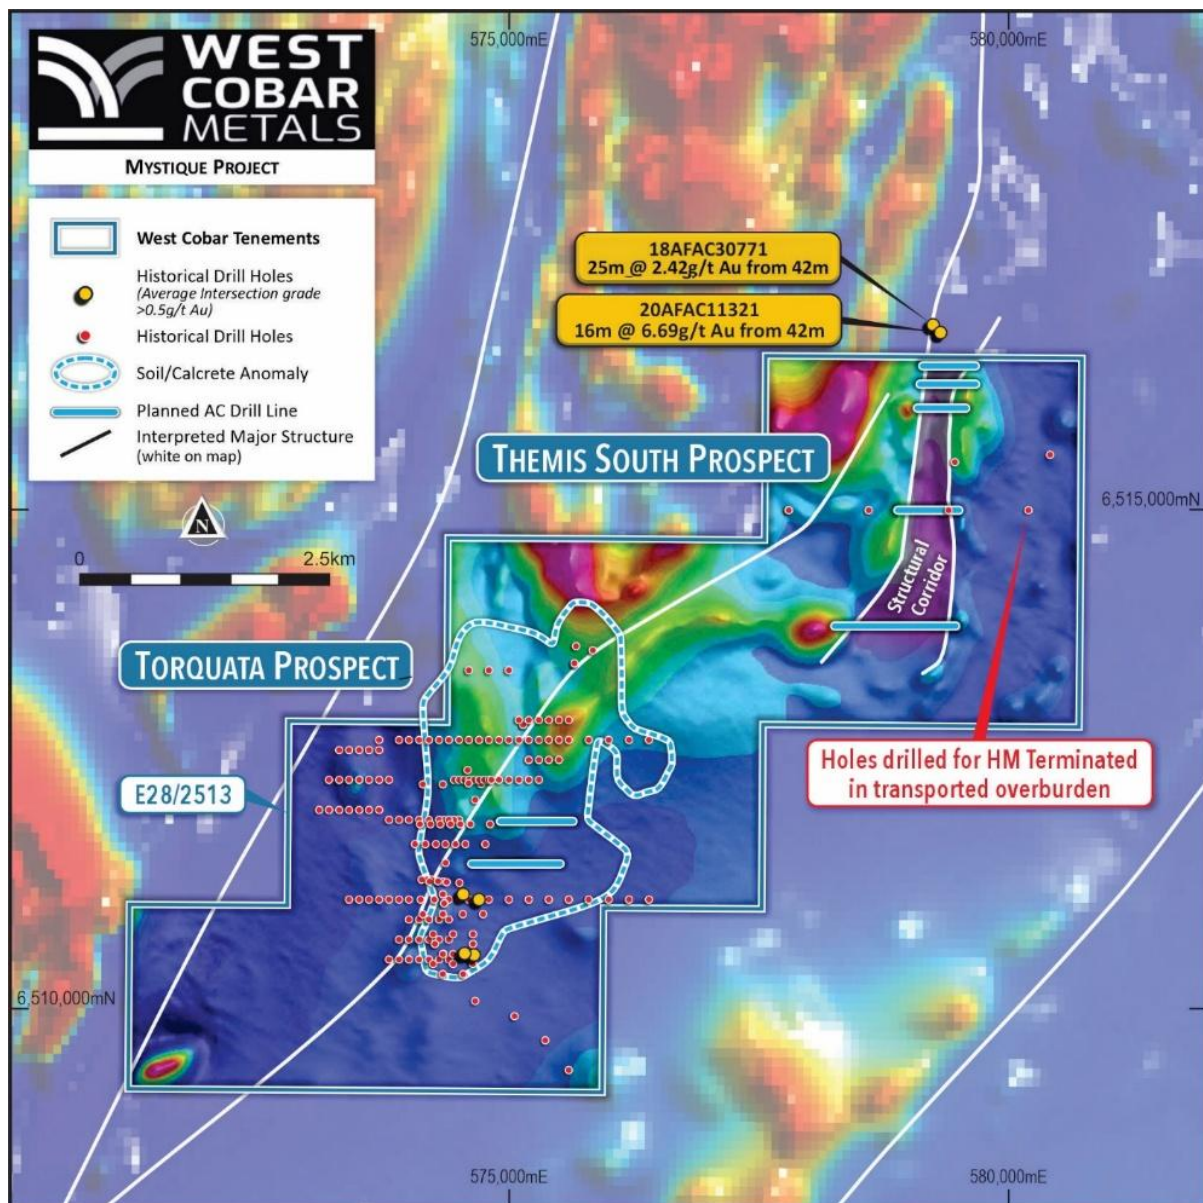 WEST
COBAR
METALS
MYSTIQUE PROJECT
West Cobar Tenements
Historical Drill Holes
(Average Intersection grade
>0.5g/t Au)
Historical Drill Holes
Soil/Calcrete Anomaly
Planned AC Drill Line
Interpreted Major Structure
(white on map)
N
0
2.5km
575,000mE
580,000mE
18AFAC30771
25m @ 2.42g/t Au from 42m
20AFAC11321
16m @ 6.69g/t Au from 42m
THEMIS SOUTH PROSPECT
6,515,000mN
Structural
Corridor
TORQUATA PROSPECT
E28/2513
Holes drilled for HM Terminated
in transported overburden
6,510,000mN
575,000mE
580,000mE